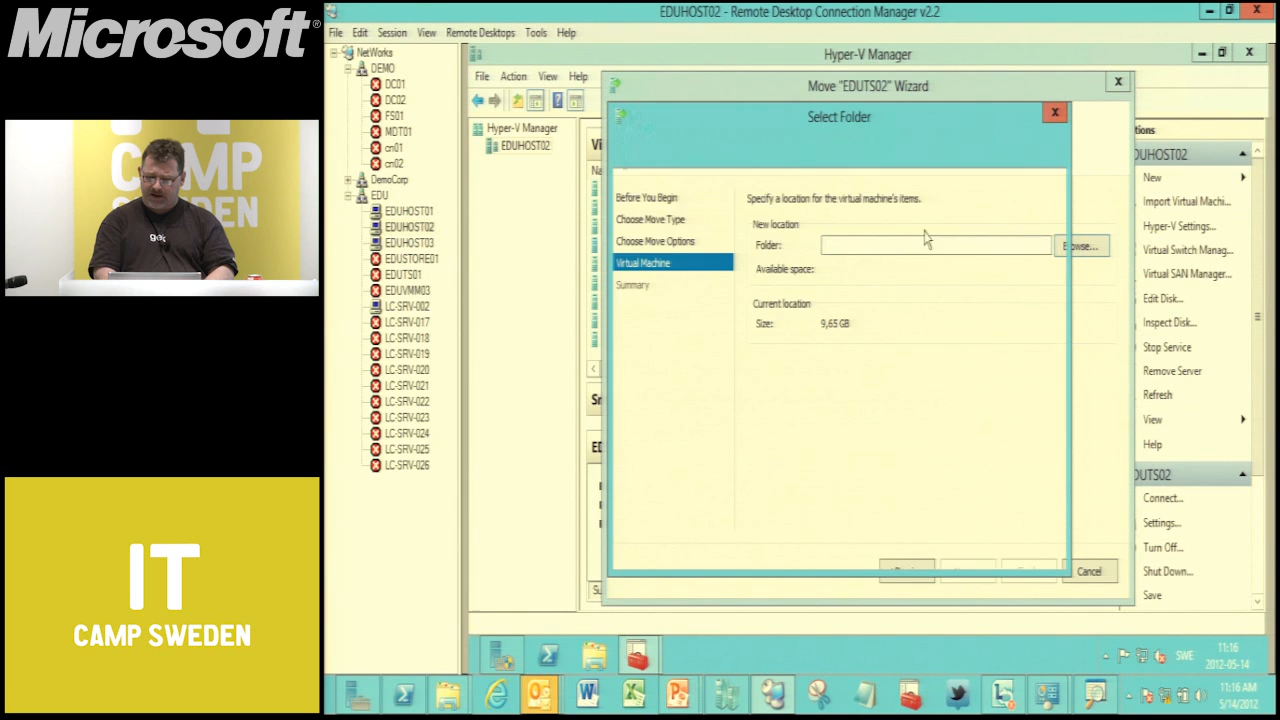 Microsoft®
CAMP
SWEDEN
IT
CAMP SWEDEN
EDUHOST02 - Remote Desktop Connection Manager v2.2
File Edit Session View Remote Desktops Tools Help
NetWorks
DEMO
DC01
DC02
FS01
MDT01
cn01
cn02
DemoCorp
EDU
EDUHOST01
EDUHOST02
EDUHOST03
EDUSTORE01
EDUTS01
EDUVMM03
LC-SRV-002
LC-SRV-017
LC-SRV-018
LC-SRV-019
LC-SRV-020
LC-SRV-021
LC-SRV-022
LC-SRV-023
LC-SRV-024
LC-SRV-025
LC-SRV-026
Hyper-V Manager
File Action View Help
Hyper-V Manager
EDUHOST02
Move "EDUTS02" Wizard
Select Folder
Before You Begin
Choose Move Type
Choose Move Options
Virtual Machine
Summary
Specify a location for the virtual machine's items.
New location
Folder:
Available space:
Current location
Size: 9,65 GB
Cancel
New
Import Virtual Machi...
Hyper-V Settings...
Virtual Switch Manag...
Virtual SAN Manager...
Edit Disk...
Inspect Disk...
Stop Service
Remove Server
Refresh
View
Help
Connect...
Settings...
Turn Off...
Shut Down...
Save
SWE
11:16
2012-05-14
11:16 AM
5/14/2012